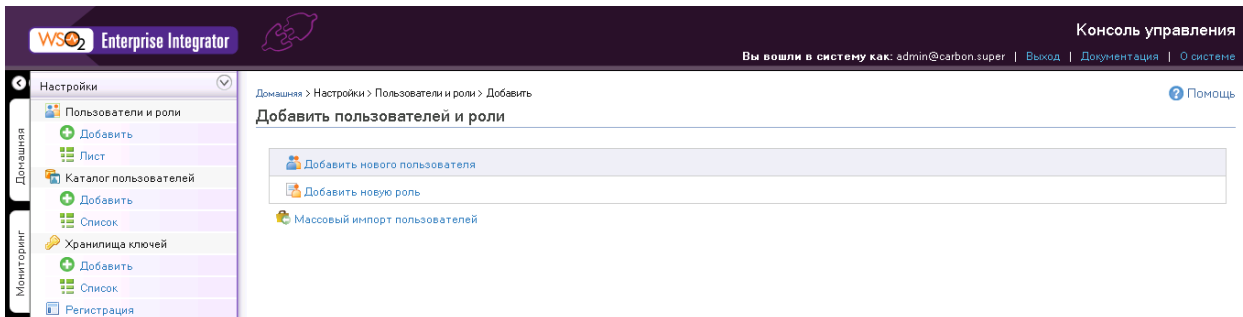 WSO2 Enterprise Integrator
Консоль управления
Вы вошли в систему как: admin@carbon.super | Выход | Документация | О системе
Домашняя
Мониторинг
Настройки
Пользователи и роли
Добавить
Лист
Каталог пользователей
Добавить
Список
Хранилища ключей
Добавить
Список
Регистрация
Домашняя > Настройки > Пользователи и роли > Добавить
Помощь
Добавить пользователей и роли
Добавить нового пользователя
Добавить новую роль
Массовый импорт пользователей